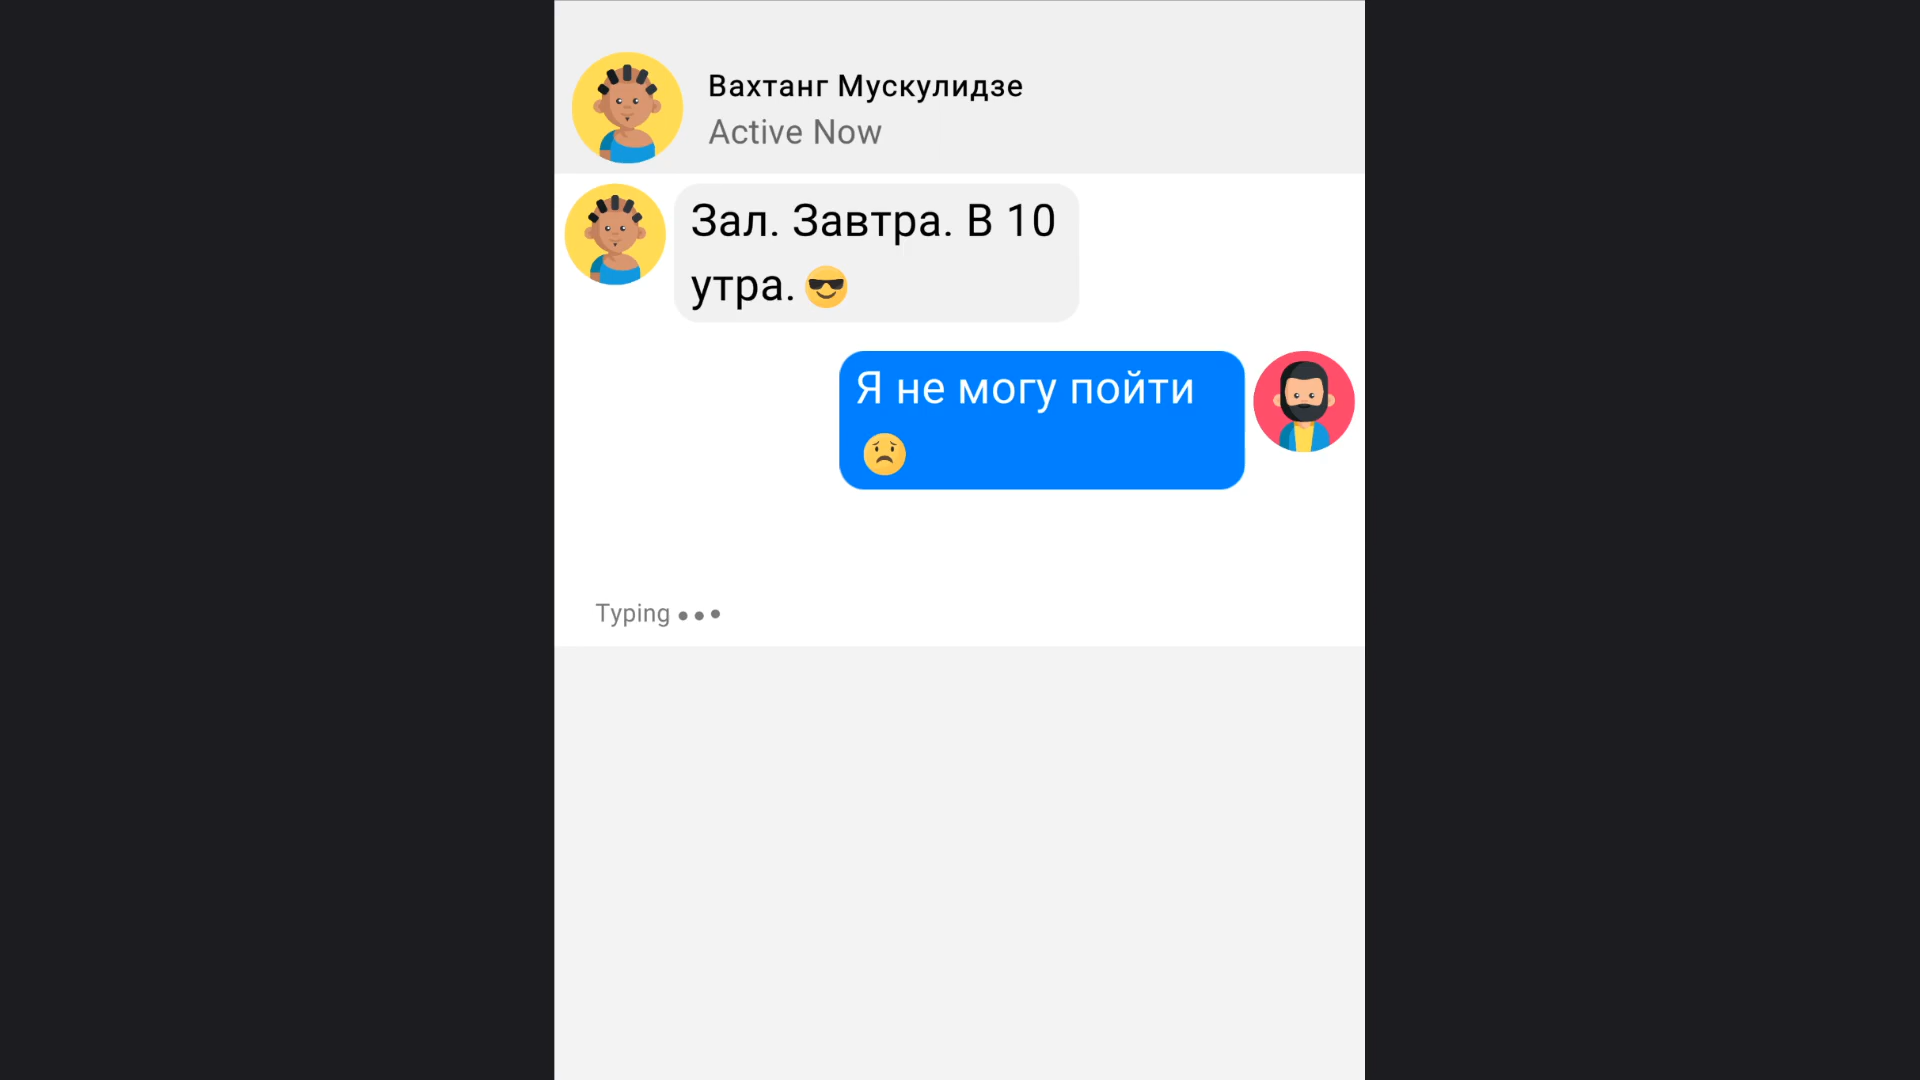 Вахтанг Мускулидзе
Active Now
Зал. Завтра. В 10
утра. 😎
Я не могу пойти
😟
Typing